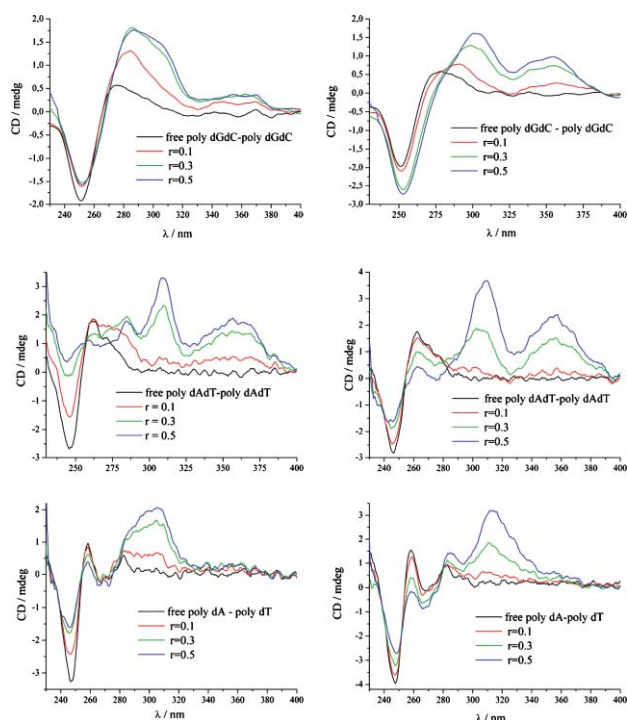 2,0
1,5
1,0
0,5
0,0
-0,5
-1,0
-1,5
-2,0
CD / medg
free poly dGdC-poly dGdC
r=0.1
r=0.3
r=0.5
240 260 280 300 320 340 360 380 400
λ / nm
2,0
1,5
1,0
0,5
0,0
-0,5
-1,0
-1,5
-2,0
-2,5
-3,0
CD / medg
free poly dGdC - poly dGdC
r=0.1
r=0.3
r=0.5
250 275 300 325 350 375 400
λ / nm
3
2
1
0
-1
-2
-3
CD / mdeg
free poly dAdT-poly dAdT
r = 0.1
r = 0.3
r = 0.5
250 275 300 325 350 375 400
λ / nm
4
3
2
1
0
-1
-2
-3
CD / mdeg
free poly dAdT-poly dAdT
r=0.1
r=0.3
r=0.5
240 260 280 300 320 340 360 380 400
λ / nm
2
1
0
-1
-2
-3
CD / mdeg
free poly dA - poly dT
r=0.1
r=0.3
r=0.5
240 260 280 300 320 340 360 380 400
λ / nm
3
2
1
0
-1
-2
-3
-4
CD / mdeg
free poly dA-poly dT
r=0.1
r=0.3
r=0.5
240 260 280 300 320 340 360 380 400
λ / nm